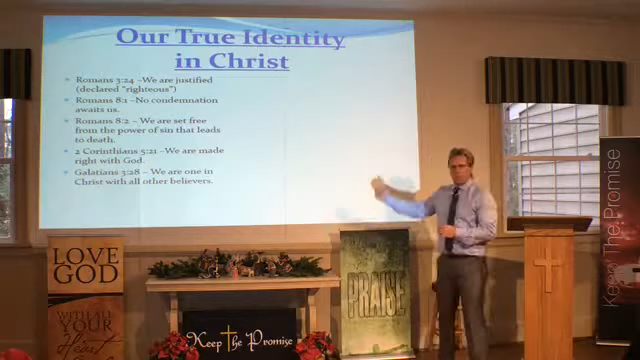 Our True Identity
in Christ
Romans 3:24 –We are justified
(declared "righteous")
Romans 8:1 –No condemnation
awaits us.
Romans 8:2 – We are set free
from the power of sin that leads
to death.
2 Corinthians 5:21 –We are made
right with God.
Galatians 3:28 – We are one in
Christ with all other believers.
LOVE
GOD
WITH ALL
YOUR
Heart
PRAISE
Keep The Promise
The Promise